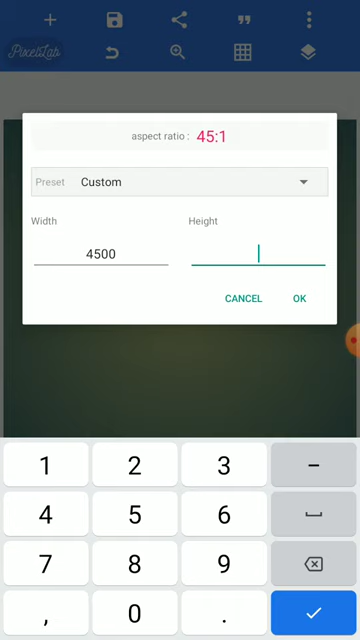 PixelLab
aspect ratio : 45:1
Preset Custom
Width Height
4500
CANCEL OK
1 2 3 –
4 5 6
7 8 9
, 0 .